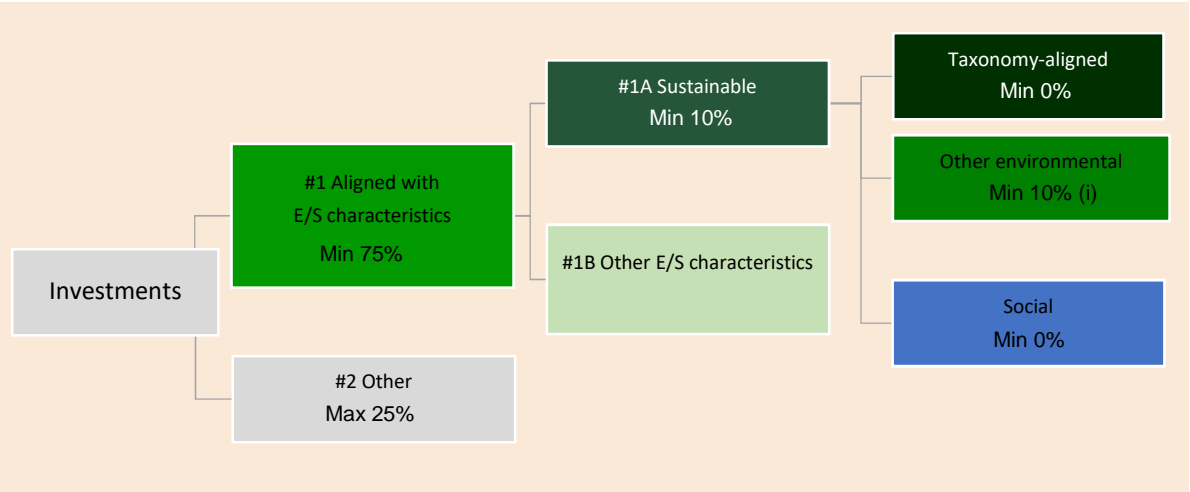 Investments
#1 Aligned with
E/S characteristics
Min 75%
#2 Other
Max 25%
#1A Sustainable
Min 10%
#1B Other E/S characteristics
Taxonomy-aligned
Min 0%
Other environmental
Min 10% (i)
Social
Min 0%